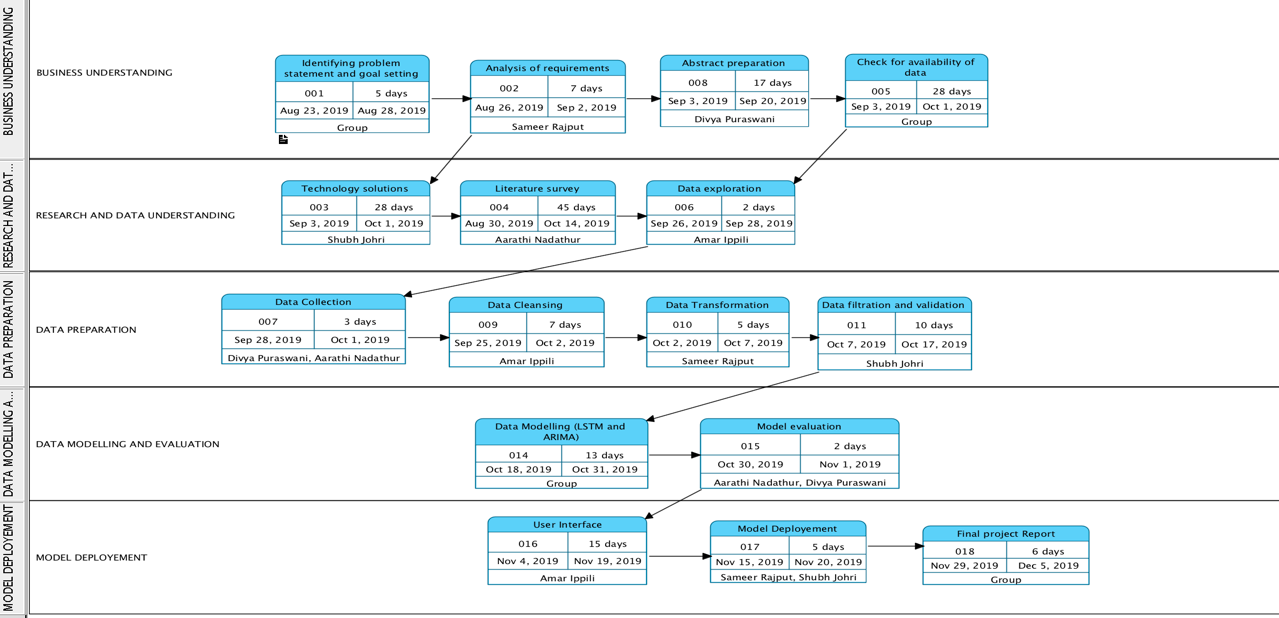 BUSINESS UNDERSTANDING
BUSINESS UNDERSTANDING
Identifying problem
statement and goal setting
001 5 days
Aug 23, 2019 Aug 28, 2019
Group
Analysis of requirements
002 7 days
Aug 26, 2019 Sep 2, 2019
Sameer Rajput
Abstract preparation
008 17 days
Sep 3, 2019 Sep 20, 2019
Divya Puraswani
Check for availability of
data
005 28 days
Sep 3, 2019 Oct 1, 2019
Group
RESEARCH AND DAT...
RESEARCH AND DATA UNDERSTANDING
Technology solutions
003 28 days
Sep 3, 2019 Oct 1, 2019
Shubh Johri
Literature survey
004 45 days
Aug 30, 2019 Oct 14, 2019
Aarathi Nadathur
Data exploration
006 2 days
Sep 26, 2019 Sep 28, 2019
Amar Ippili
DATA PREPARATION
DATA PREPARATION
Data Collection
007 3 days
Sep 28, 2019 Oct 1, 2019
Divya Puraswani, Aarathi Nadathur
Data Cleansing
009 7 days
Sep 25, 2019 Oct 2, 2019
Amar Ippili
Data Transformation
010 5 days
Oct 2, 2019 Oct 7, 2019
Sameer Rajput
Data filtration and validation
011 10 days
Oct 7, 2019 Oct 17, 2019
Shubh Johri
DATA MODELLING A...
DATA MODELLING AND EVALUATION
Data Modelling (LSTM and
ARIMA)
014 13 days
Oct 18, 2019 Oct 31, 2019
Group
Model evaluation
015 2 days
Oct 30, 2019 Nov 1, 2019
Aarathi Nadathur, Divya Puraswani
MODEL DEPLOYEMENT
MODEL DEPLOYEMENT
User Interface
016 15 days
Nov 4, 2019 Nov 19, 2019
Amar Ippili
Model Deployement
017 5 days
Nov 15, 2019 Nov 20, 2019
Sameer Rajput, Shubh Johri
Final project Report
018 6 days
Nov 29, 2019 Dec 5, 2019
Group